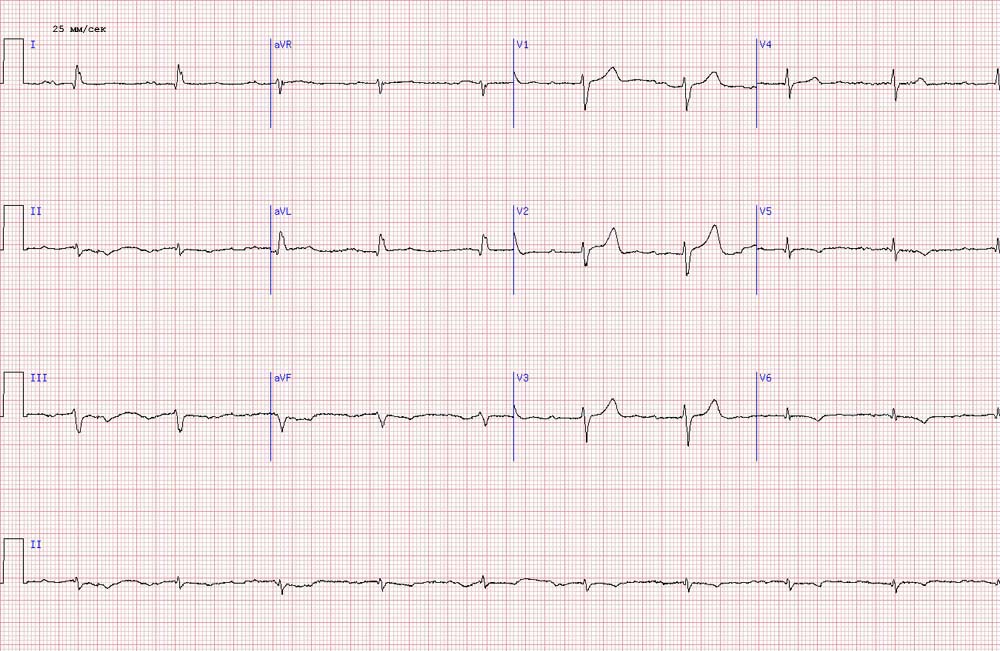 25 мм/сек
I aVR V1 V4
II aVL V2 V5
III aVF V3 V6
II